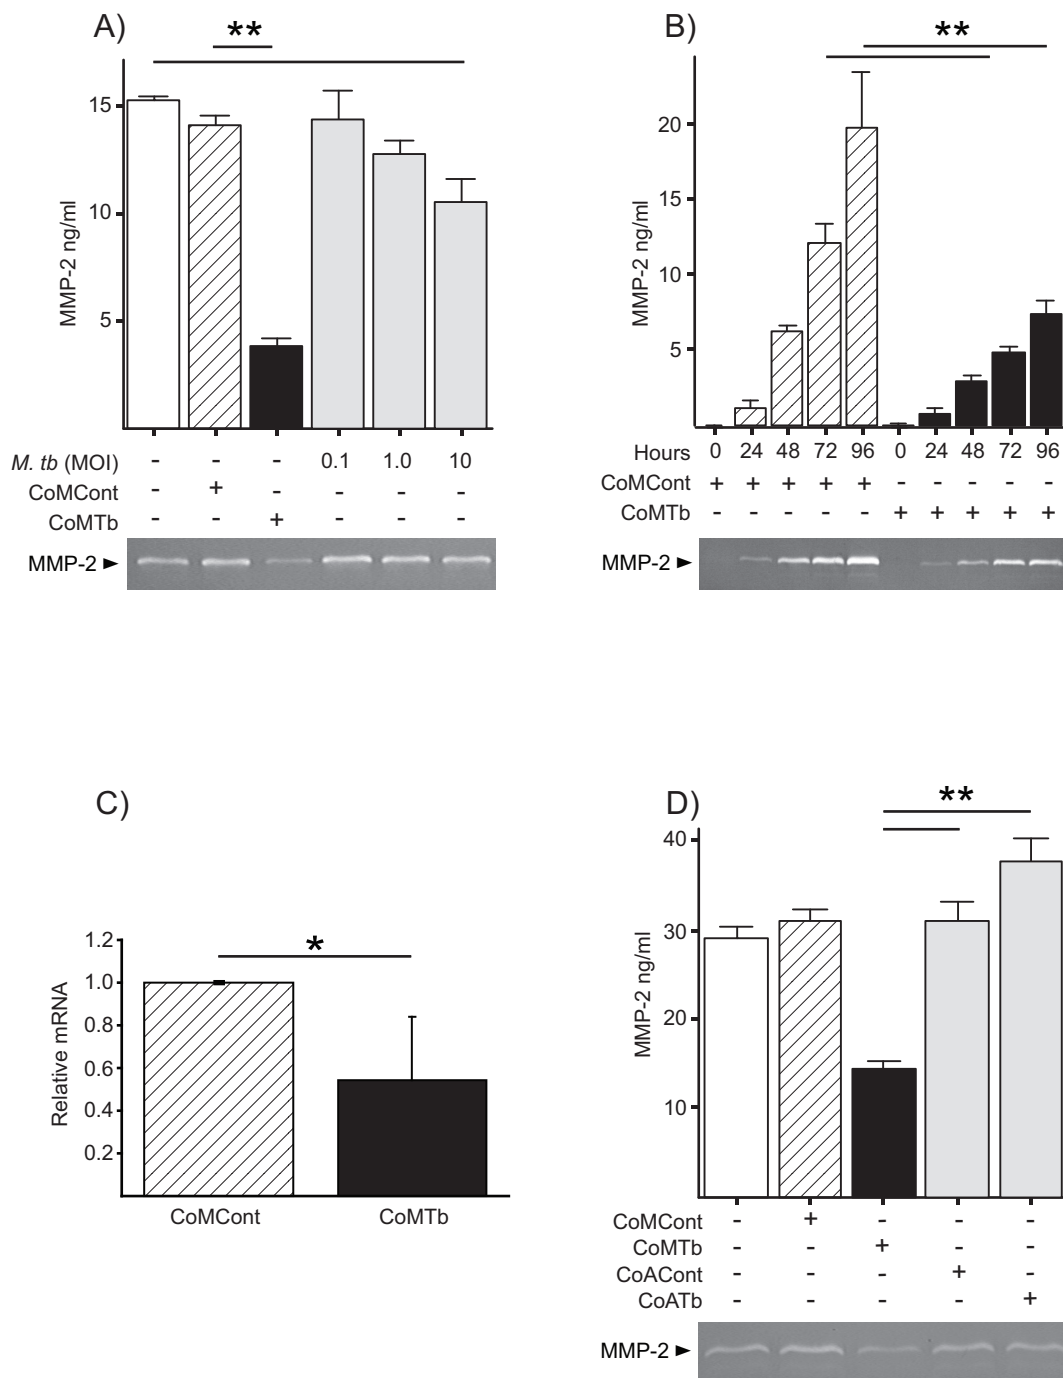 A)
**
MMP-2 ng/ml
15
10
5
M. tb (MOI) - - - 0.1 1.0 10
CoMCont - + - - - -
CoMTb - - + - - -
MMP-2 ►
B)
**
MMP-2 ng/ml
20
15
10
5
Hours 0 24 48 72 96 0 24 48 72 96
CoMCont + + + + + - - - - -
CoMTb - - - - - + + + + +
MMP-2 ►
C)
*
Relative mRNA
1.2
1.0
0.8
0.6
0.4
0.2
CoMCont CoMTb
D)
**
MMP-2 ng/ml
40
30
20
10
CoMCont - + - - -
CoMTb - - + - -
CoACont - - - + -
CoATb - - - - +
MMP-2 ►